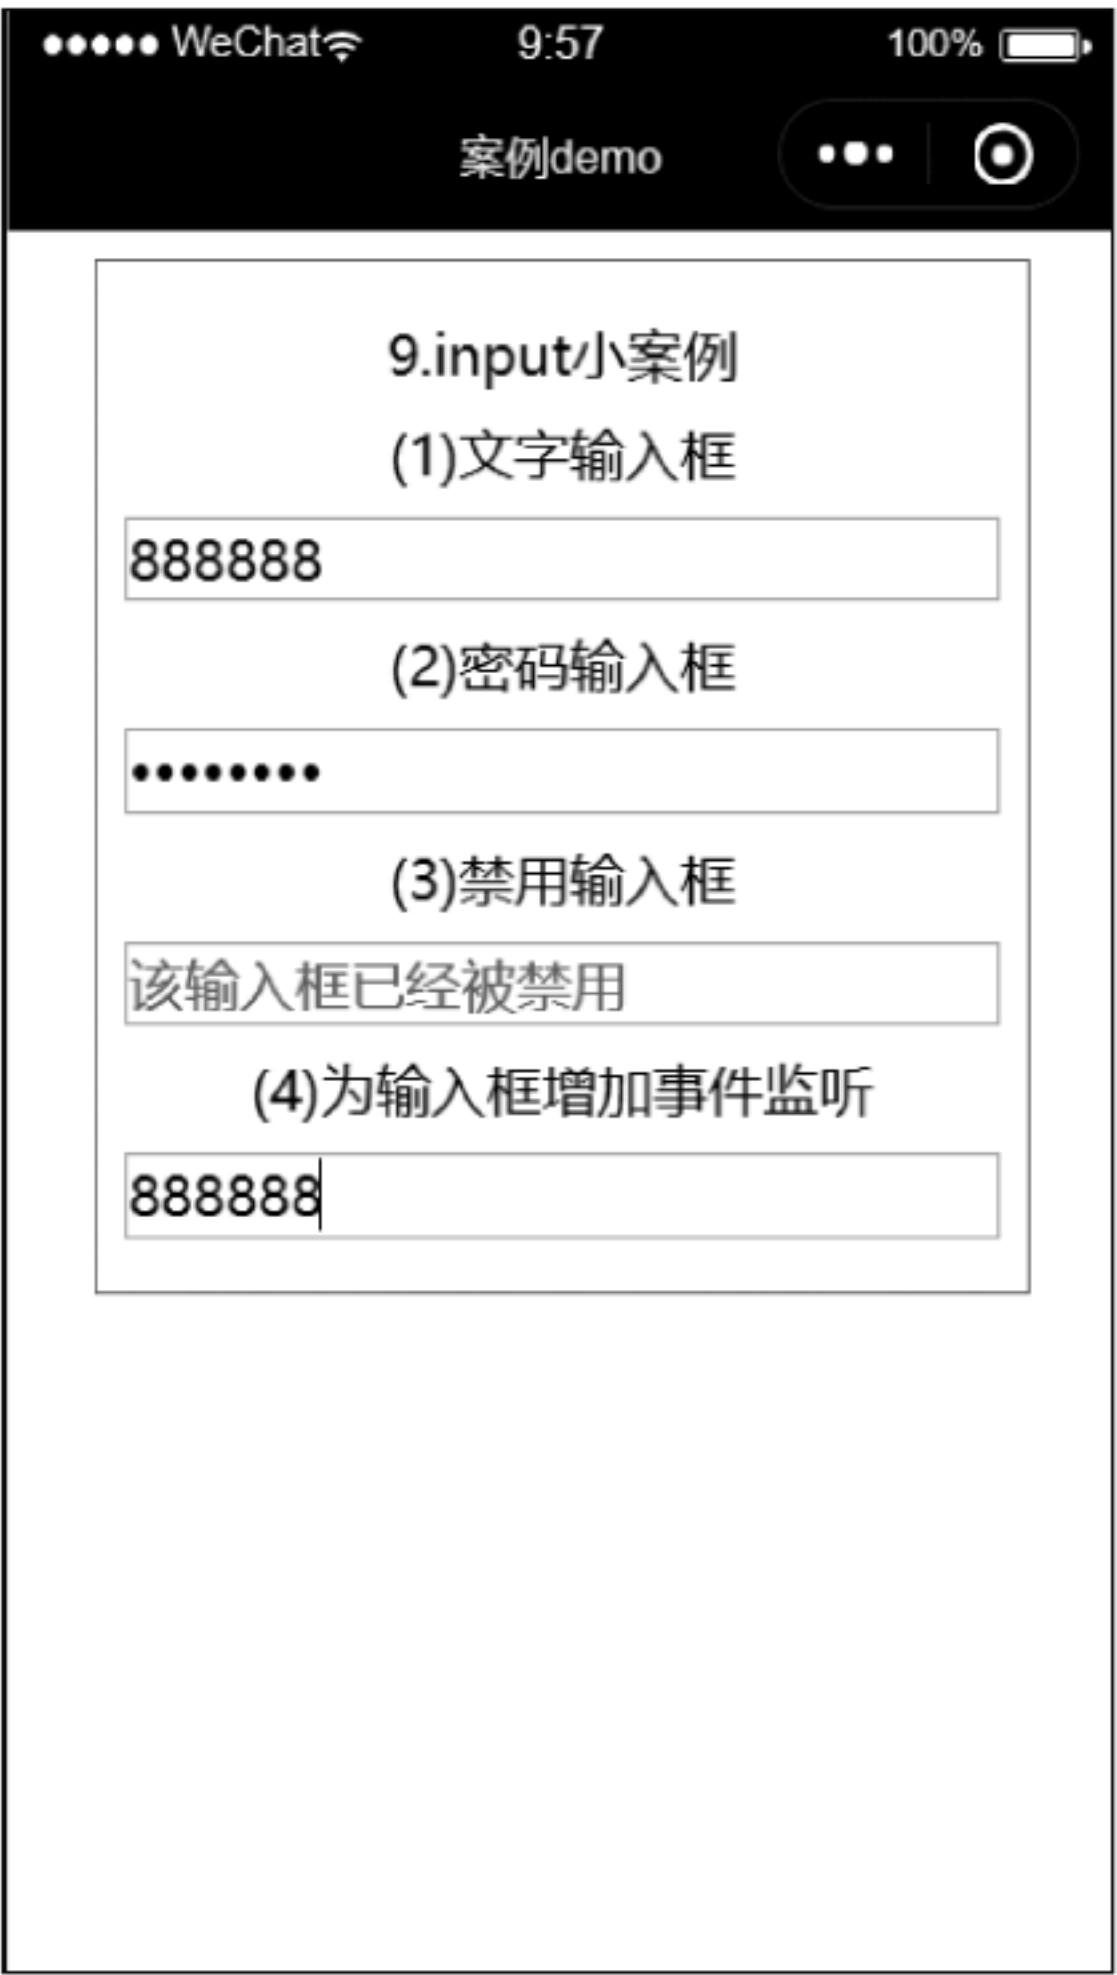 WeChat 9:57 100%
案例demo
9.input小案例
(1)文字输入框
888888
(2)密码输入框
••••••••
(3)禁用输入框
该输入框已经被禁用
(4)为输入框增加事件监听
888888